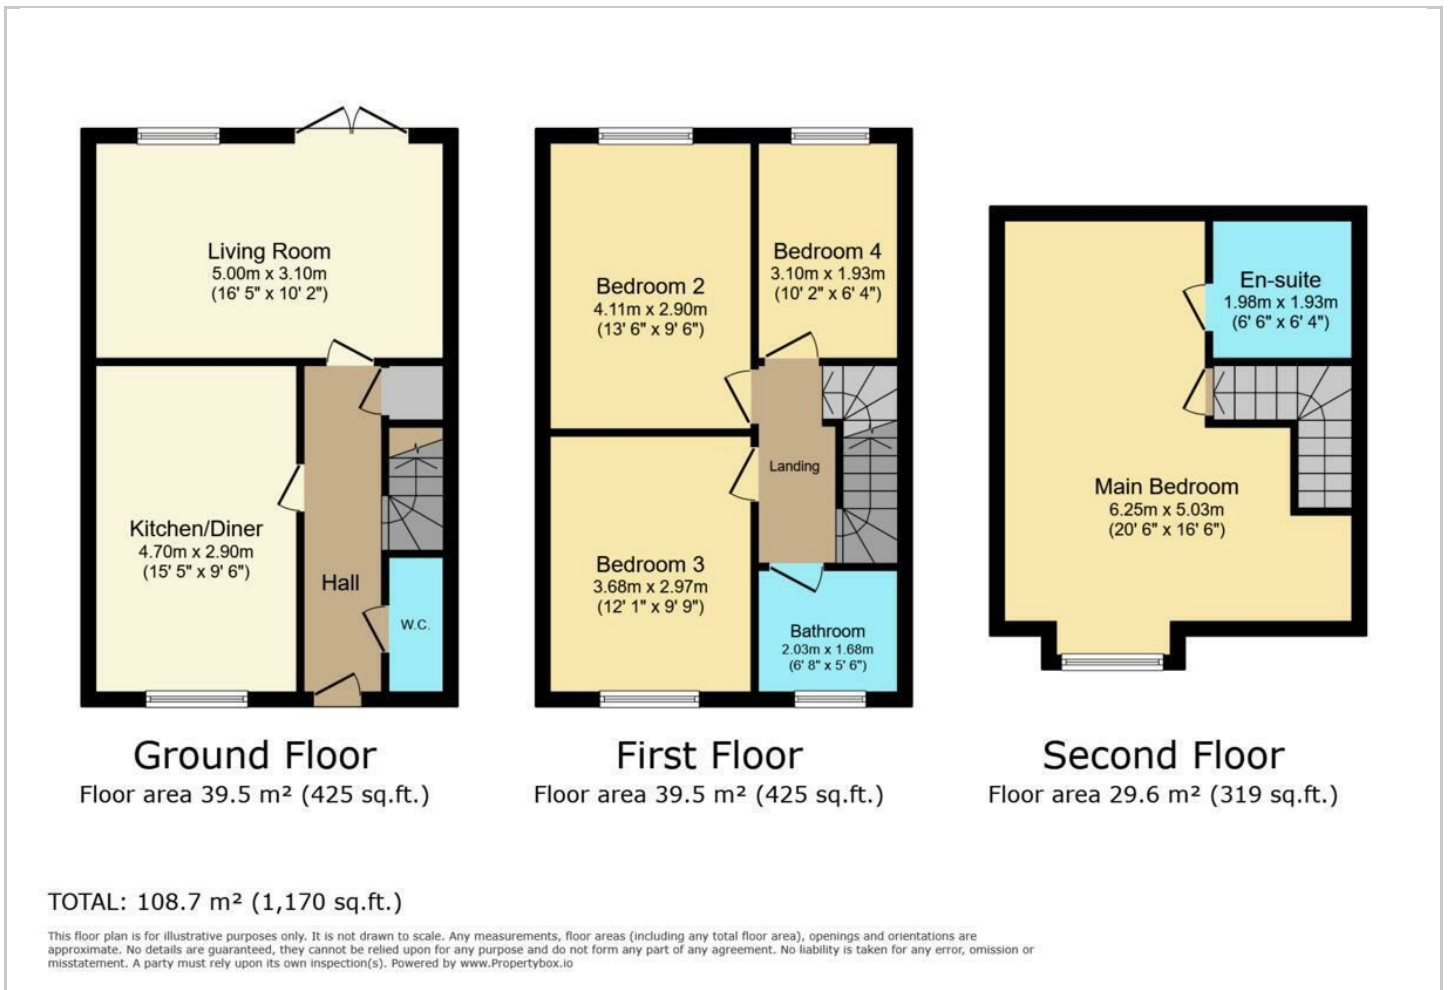 Living Room
5.00m x 3.10m
(16' 5" x 10' 2")
Kitchen/Diner
4.70m x 2.90m
(15' 5" x 9' 6")
Hall
W.C.
Ground Floor
Floor area 39.5 m² (425 sq.ft.)
Bedroom 2
4.11m x 2.90m
(13' 6" x 9' 6")
Bedroom 4
3.10m x 1.93m
(10' 2" x 6' 4")
Landing
Bedroom 3
3.68m x 2.97m
(12' 1" x 9' 9")
Bathroom
2.03m x 1.68m
(6' 8" x 5' 6")
First Floor
Floor area 39.5 m² (425 sq.ft.)
En-suite
1.98m x 1.93m
(6' 6" x 6' 4")
Main Bedroom
6.25m x 5.03m
(20' 6" x 16' 6")
Second Floor
Floor area 29.6 m² (319 sq.ft.)
TOTAL: 108.7 m² (1,170 sq.ft.)
This floor plan is for illustrative purposes only. It is not drawn to scale. Any measurements, floor areas (including any total floor area), openings and orientations are
approximate. No details are guaranteed, they cannot be relied upon for any purpose and do not form any part of any agreement. No liability is taken for any error, omission or
misstatement. A party must rely upon its own inspection(s). Powered by www.Propertybox.io